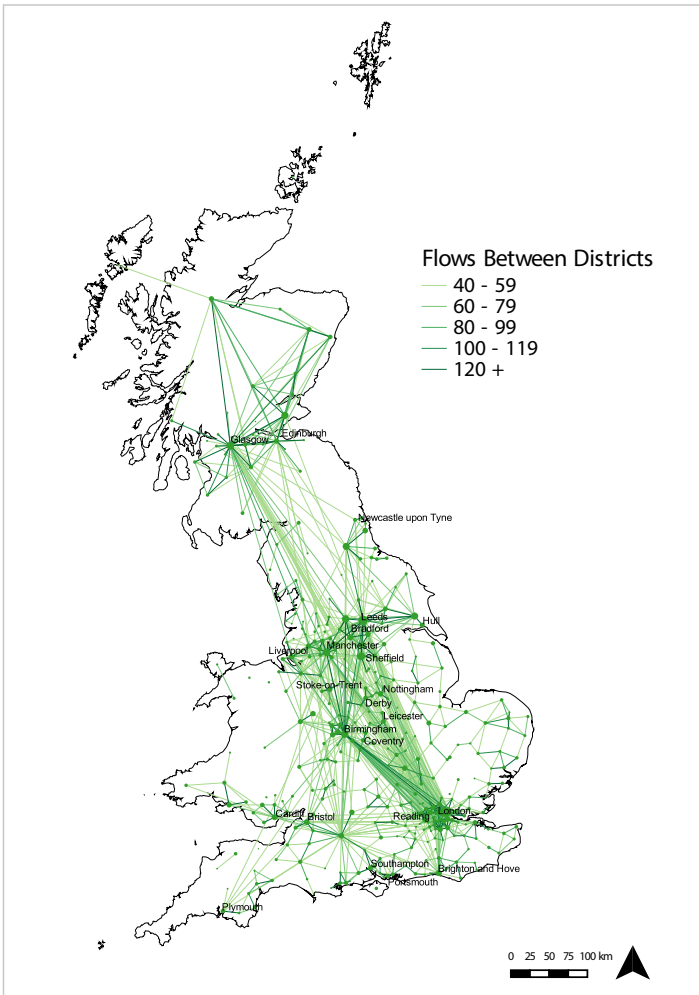 Flows Between Districts
40 - 59
60 - 79
80 - 99
100 - 119
120 +
Glasgow
Edinburgh
Newcastle upon Tyne
Leeds
Hull
Bradford
Liverpool
Manchester
Sheffield
Stoke-on-Trent
Nottingham
Derby
Leicester
Birmingham
Coventry
London
Cardiff
Bristol
Reading
Southampton
Brighton and Hove
Portsmouth
Plymouth
0 25 50 75 100 km